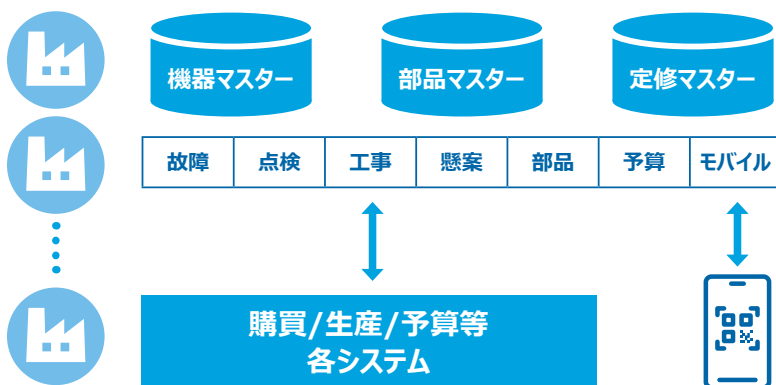 機器マスター
部品マスター
定修マスター
故障
点検
工事
懸案
部品
予算
モバイル
購買/生産/予算等
各システム